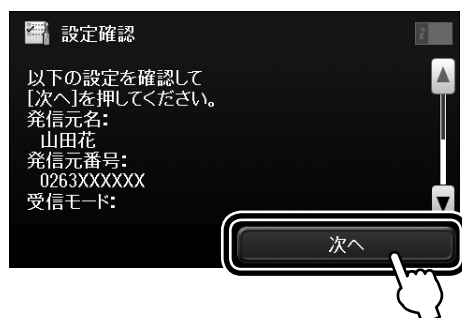 設定確認
i
以下の設定を確認して
[次へ]を押してください。
発信元名:
山田花
発信元番号:
0263XXXXXX
受信モード:
次へ